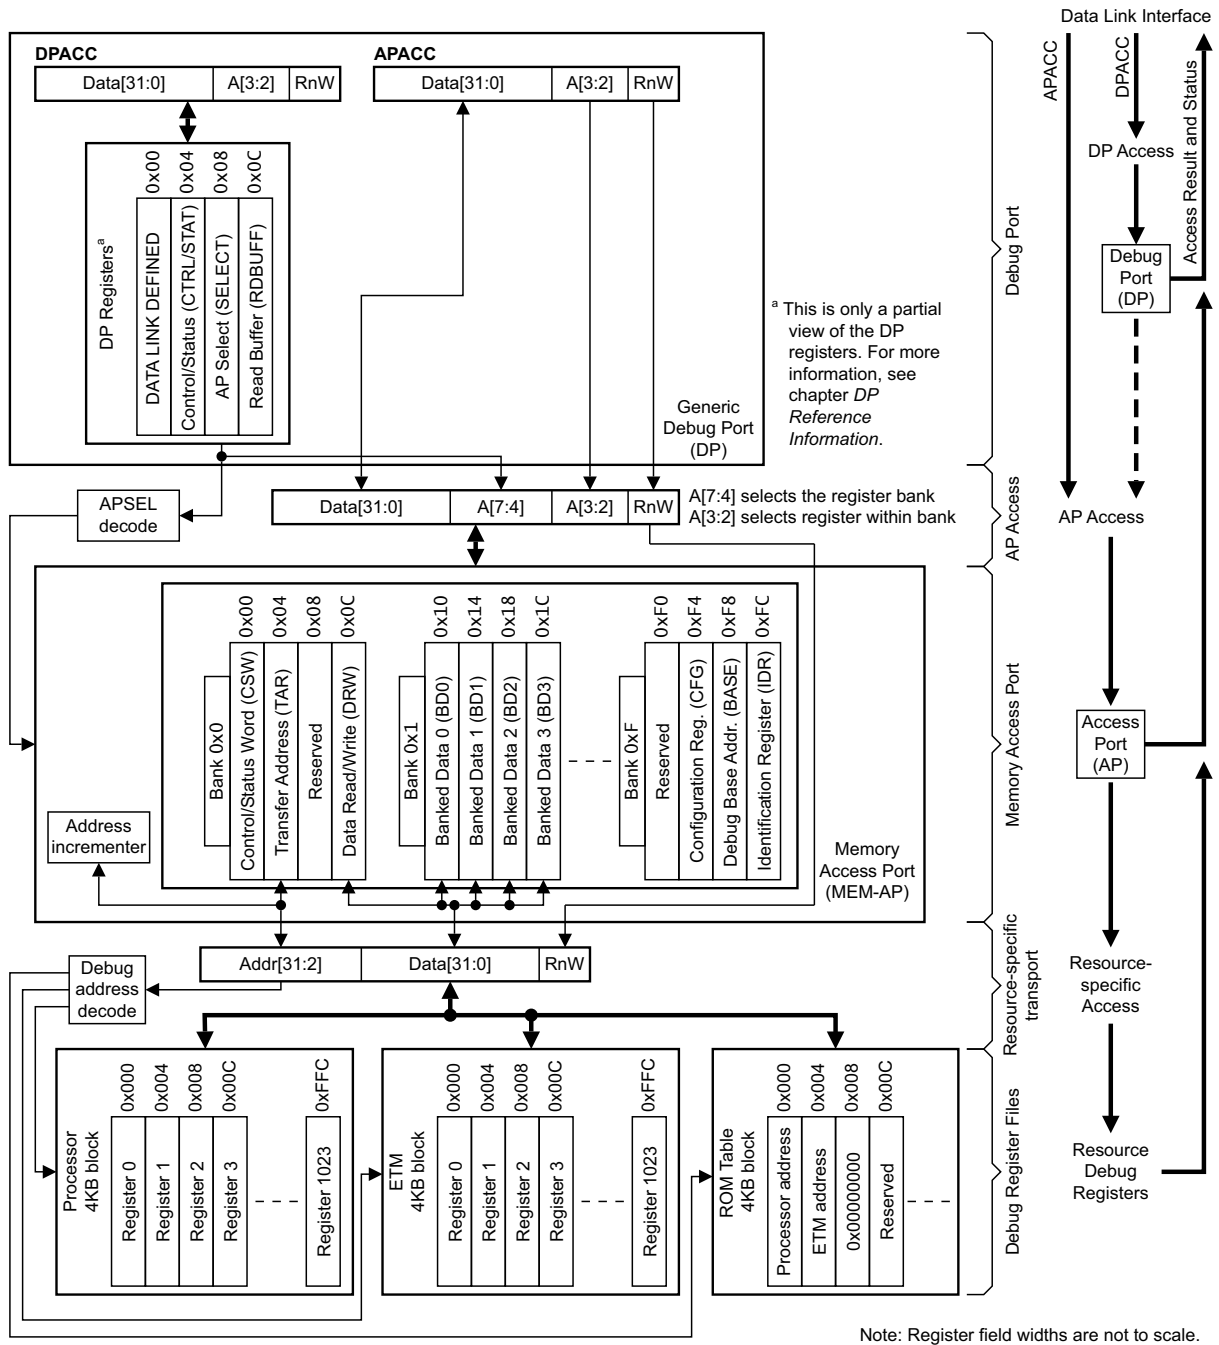 Data Link Interface
DPACC
Data[31:0]
A[3:2]
RnW
APACC
Data[31:0]
A[3:2]
RnW
DP Registersa
0x00
0x04
0x08
0x0C
DATA LINK DEFINED
Control/Status (CTRL/STAT)
AP Select (SELECT)
Read Buffer (RDBUFF)
a This is only a partial
view of the DP
registers. For more
information, see
chapter DP
Reference
Information.
Generic
Debug Port
(DP)
Debug Port
APACC
DPACC
Access Result and Status
DP Access
Debug
Port
(DP)
APSEL
decode
Data[31:0]
A[7:4]
A[3:2]
RnW
A[7:4] selects the register bank
A[3:2] selects register within bank
AP Access
AP Access
Bank 0x0
0x00
0x04
0x08
0x0C
Control/Status Word (CSW)
Transfer Address (TAR)
Reserved
Data Read/Write (DRW)
Bank 0x1
0x10
0x14
0x18
0x1C
Banked Data 0 (BD0)
Banked Data 1 (BD1)
Banked Data 2 (BD2)
Banked Data 3 (BD3)
Bank 0xF
0xF0
0xF4
0xF8
0xFC
Reserved
Configuration Reg. (CFG)
Debug Base Addr. (BASE)
Identification Register (IDR)
Address
incrementer
Memory
Access Port
(MEM-AP)
Memory Access Port
Access
Port
(AP)
Debug
address
decode
Addr[31:2]
Data[31:0]
RnW
Resource-specific
transport
Resource-
specific
Access
Processor
4KB block
0x000
0x004
0x008
0x00C
0xFFC
Register 0
Register 1
Register 2
Register 3
Register 1023
ETM
4KB block
0x000
0x004
0x008
0x00C
0xFFC
Register 0
Register 1
Register 2
Register 3
Register 1023
ROM Table
4KB block
0x000
0x004
0x008
0x00C
Processor address
ETM address
0x00000000
Reserved
Debug Register Files
Resource
Debug
Registers
Note: Register field widths are not to scale.